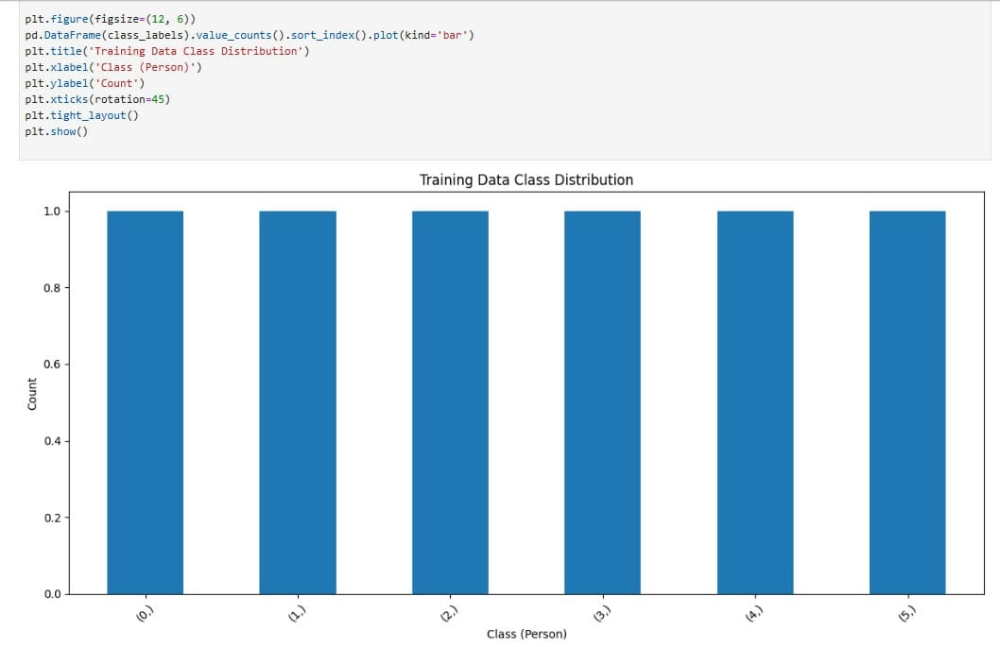 plt.figure(figsize=(12, 6))
pd.DataFrame(class_labels).value_counts().sort_index().plot(kind='bar')
plt.title('Training Data Class Distribution')
plt.xlabel('Class (Person)')
plt.ylabel('Count')
plt.xticks(rotation=45)
plt.tight_layout()
plt.show()
Training Data Class Distribution
1.0
0.8
0.6
0.4
0.2
0.0
Count
(0,)
(1,)
(2,)
(3,)
(4,)
(5,)
Class (Person)